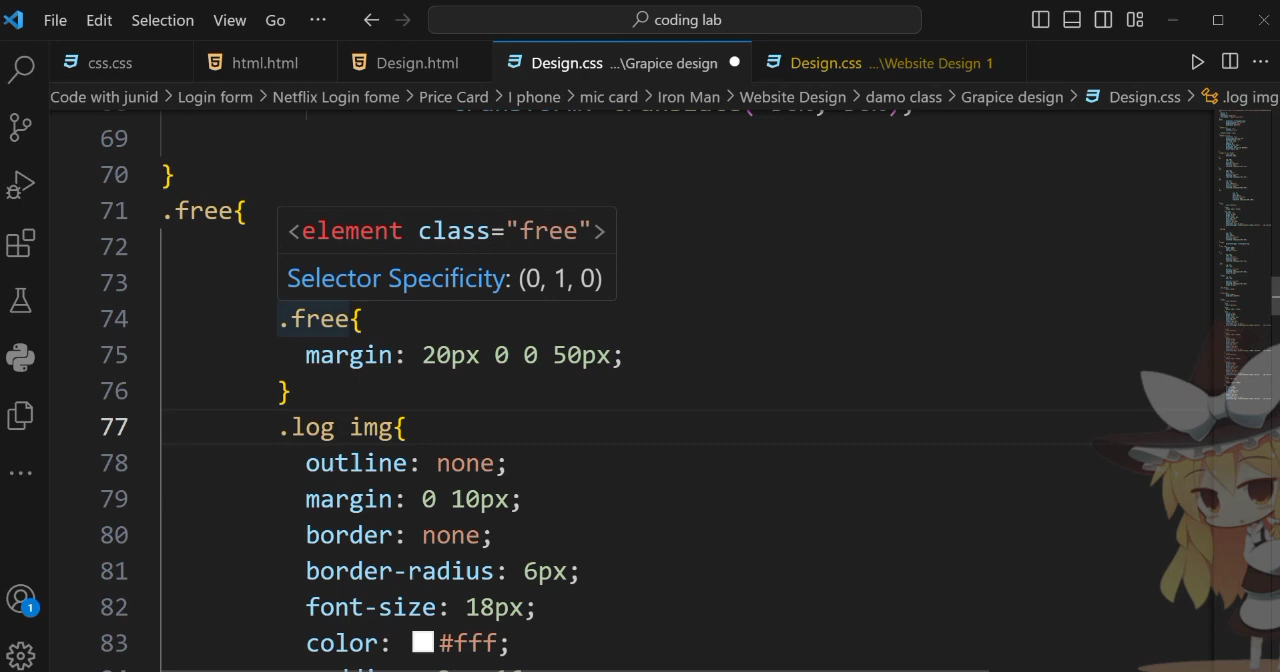 File Edit Selection View Go ··· coding lab
css.css html.html Design.html Design.css ...\Grapice design Design.css ...\Website Design 1
Code with junid > Login form > Netflix Login fome > Price Card > I phone > mic card > Iron Man > Website Design > damo class > Grapice design > Design.css > .log img
69
70 }
71 .free{
<element class="free">
72
Selector Specificity: (0, 1, 0)
73
74 .free{
75 margin: 20px 0 0 50px;
76 }
77 .log img{
78 outline: none;
79 margin: 0 10px;
80 border: none;
81 border-radius: 6px;
82 font-size: 18px;
83 color: #fff;
1